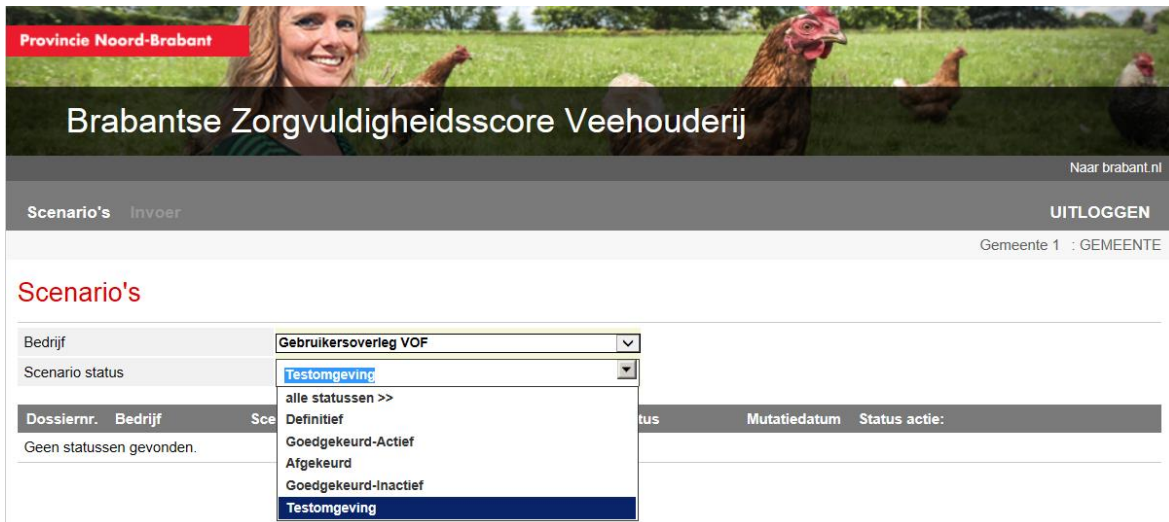 Provincie Noord-Brabant
Brabantse Zorgvuldigheidsscore Veehouderij
Naar brabant.nl
Scenario's Invoer UITLOGGEN
Gemeente 1 : GEMEENTE
Scenario's
Bedrijf Gebruikersoverleg VOF
Scenario status Testomgeving
alle statussen >>
Dossiernr. Bedrijf Sce Definitief tus Mutatiedatum Status actie:
Goedgekeurd-Actief
Geen statussen gevonden.
Afgekeurd
Goedgekeurd-Inactief
Testomgeving